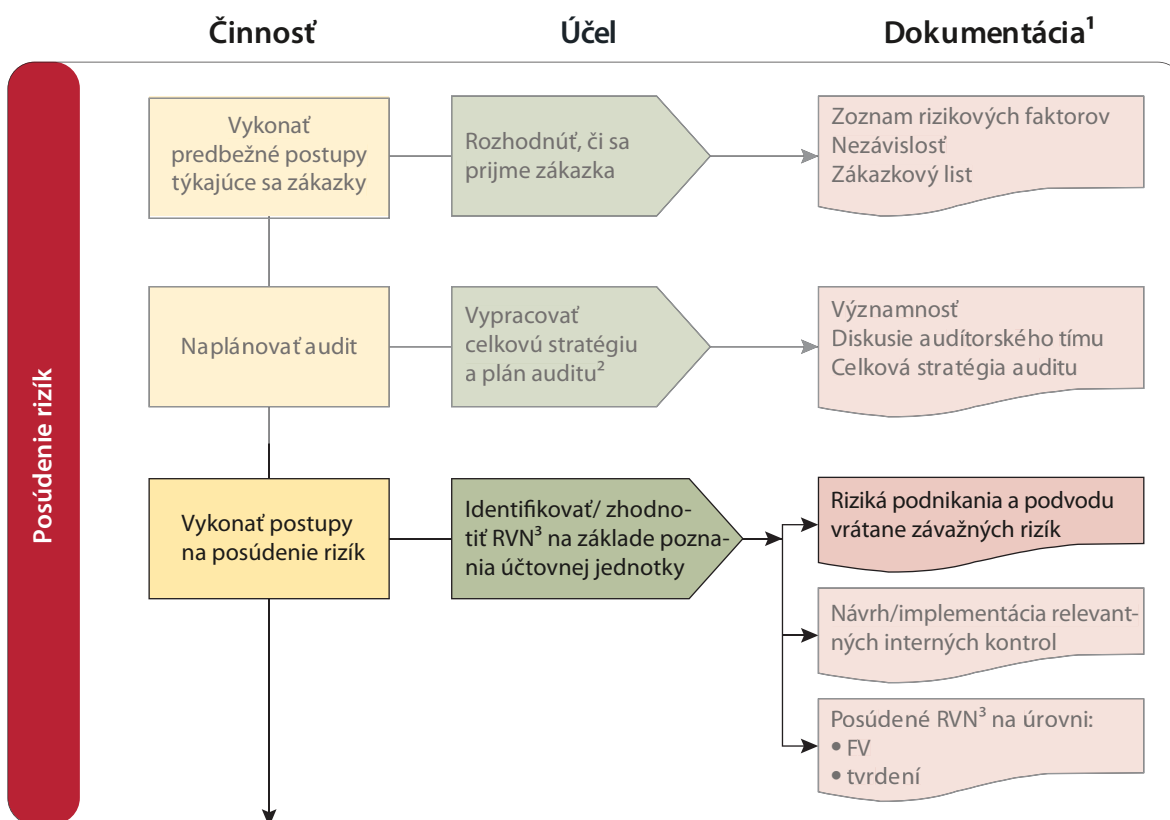 Činnosť
Účel
Dokumentácia¹
Posúdenie rizík
Vykonať
predbežné postupy
týkajúce sa zákazky
Rozhodnúť, či sa
prijme zákazka
Zoznam rizikových faktorov
Nezávislosť
Zákazkový list
Naplánovať audit
Vypracovať
celkovú stratégiu
a plán auditu²
Významnosť
Diskusie audítorského tímu
Celková stratégia auditu
Vykonať postupy
na posúdenie rizík
Identifikovať/ zhodno-
tiť RVN³ na základe pozna-
nia účtovnej jednotky
Riziká podnikania a podvodu
vrátane závažných rizík
Návrh/implementácia relevant-
ných interných kontrol
Posúdené RVN³ na úrovni:
• FV
• tvrdení